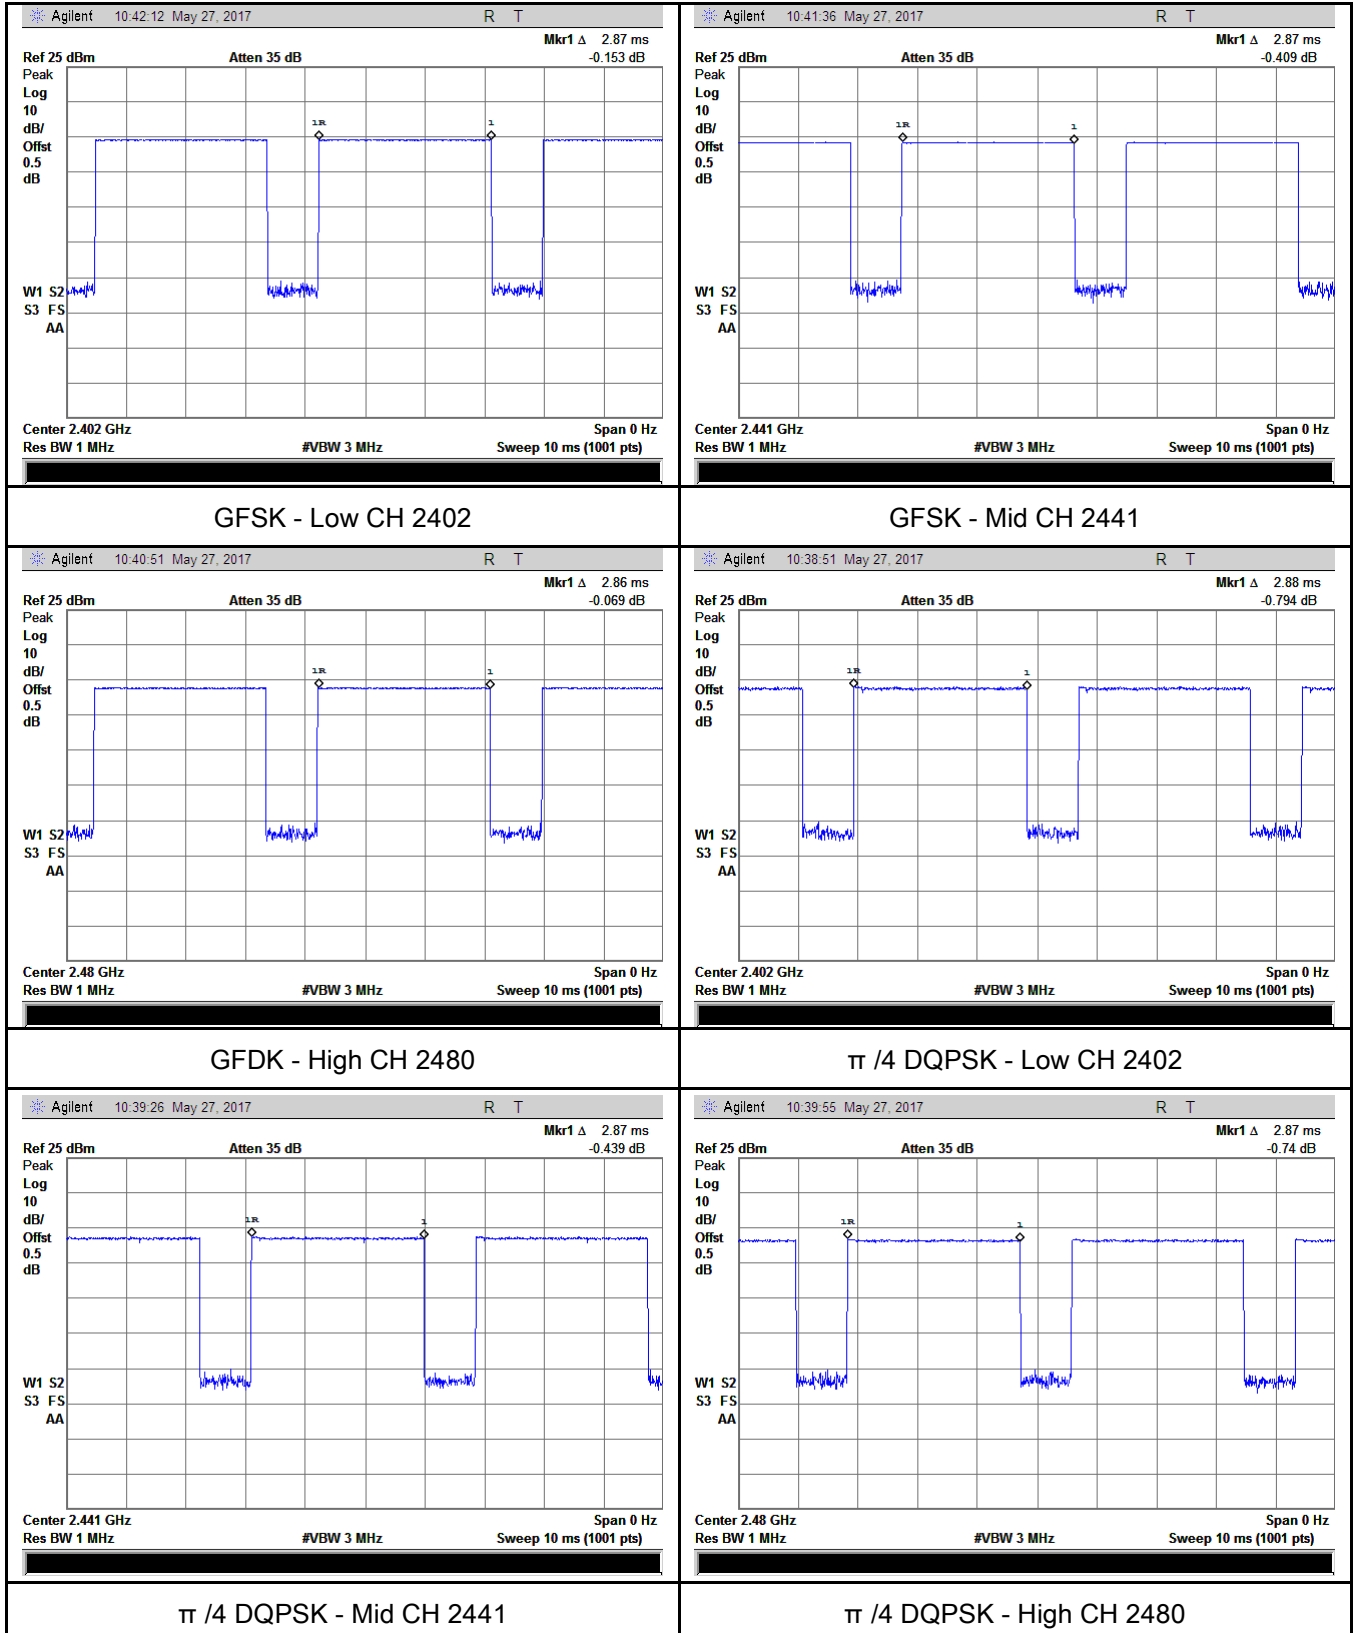 Agilent 10:42:12 May 27, 2017 R T
Mkr1 Δ 2.87 ms
Ref 25 dBm Atten 35 dB -0.153 dB
Peak
Log
10
dB/
Offst
0.5
dB
1R 1
W1 S2
S3 FS
AA
Center 2.402 GHz Span 0 Hz
Res BW 1 MHz #VBW 3 MHz Sweep 10 ms (1001 pts)
GFSK - Low CH 2402
Agilent 10:41:36 May 27, 2017 R T
Mkr1 Δ 2.87 ms
Ref 25 dBm Atten 35 dB -0.409 dB
Peak
Log
10
dB/
Offst
0.5
dB
1R 1
W1 S2
S3 FS
AA
Center 2.441 GHz Span 0 Hz
Res BW 1 MHz #VBW 3 MHz Sweep 10 ms (1001 pts)
GFSK - Mid CH 2441
Agilent 10:40:51 May 27, 2017 R T
Mkr1 Δ 2.86 ms
Ref 25 dBm Atten 35 dB -0.069 dB
Peak
Log
10
dB/
Offst
0.5
dB
1R 1
W1 S2
S3 FS
AA
Center 2.48 GHz Span 0 Hz
Res BW 1 MHz #VBW 3 MHz Sweep 10 ms (1001 pts)
GFDK - High CH 2480
Agilent 10:38:51 May 27, 2017 R T
Mkr1 Δ 2.88 ms
Ref 25 dBm Atten 35 dB -0.794 dB
Peak
Log
10
dB/
Offst
0.5
dB
1R 1
W1 S2
S3 FS
AA
Center 2.402 GHz Span 0 Hz
Res BW 1 MHz #VBW 3 MHz Sweep 10 ms (1001 pts)
π /4 DQPSK - Low CH 2402
Agilent 10:39:26 May 27, 2017 R T
Mkr1 Δ 2.87 ms
Ref 25 dBm Atten 35 dB -0.439 dB
Peak
Log
10
dB/
Offst
0.5
dB
1R 1
W1 S2
S3 FS
AA
Center 2.441 GHz Span 0 Hz
Res BW 1 MHz #VBW 3 MHz Sweep 10 ms (1001 pts)
π /4 DQPSK - Mid CH 2441
Agilent 10:39:55 May 27, 2017 R T
Mkr1 Δ 2.87 ms
Ref 25 dBm Atten 35 dB -0.74 dB
Peak
Log
10
dB/
Offst
0.5
dB
1R 1
W1 S2
S3 FS
AA
Center 2.48 GHz Span 0 Hz
Res BW 1 MHz #VBW 3 MHz Sweep 10 ms (1001 pts)
π /4 DQPSK - High CH 2480